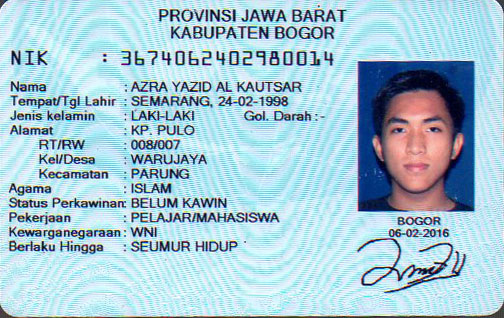 PROVINSI JAWA BARAT
KABUPATEN BOGOR
NIK : 3674062402980014
Nama : AZRA YAZID AL KAUTSAR
Tempat/Tgl Lahir : SEMARANG, 24-02-1998
Jenis kelamin : LAKI-LAKI Gol. Darah :-
Alamat : KP. PULO
RT/RW : 008/007
Kel/Desa : WARUJAYA
Kecamatan : PARUNG
Agama : ISLAM
Status Perkawinan: BELUM KAWIN
Pekerjaan : PELAJAR/MAHASISWA
Kewarganegaraan : WNI
Berlaku Hingga : SEUMUR HIDUP
BOGOR
06-02-2016